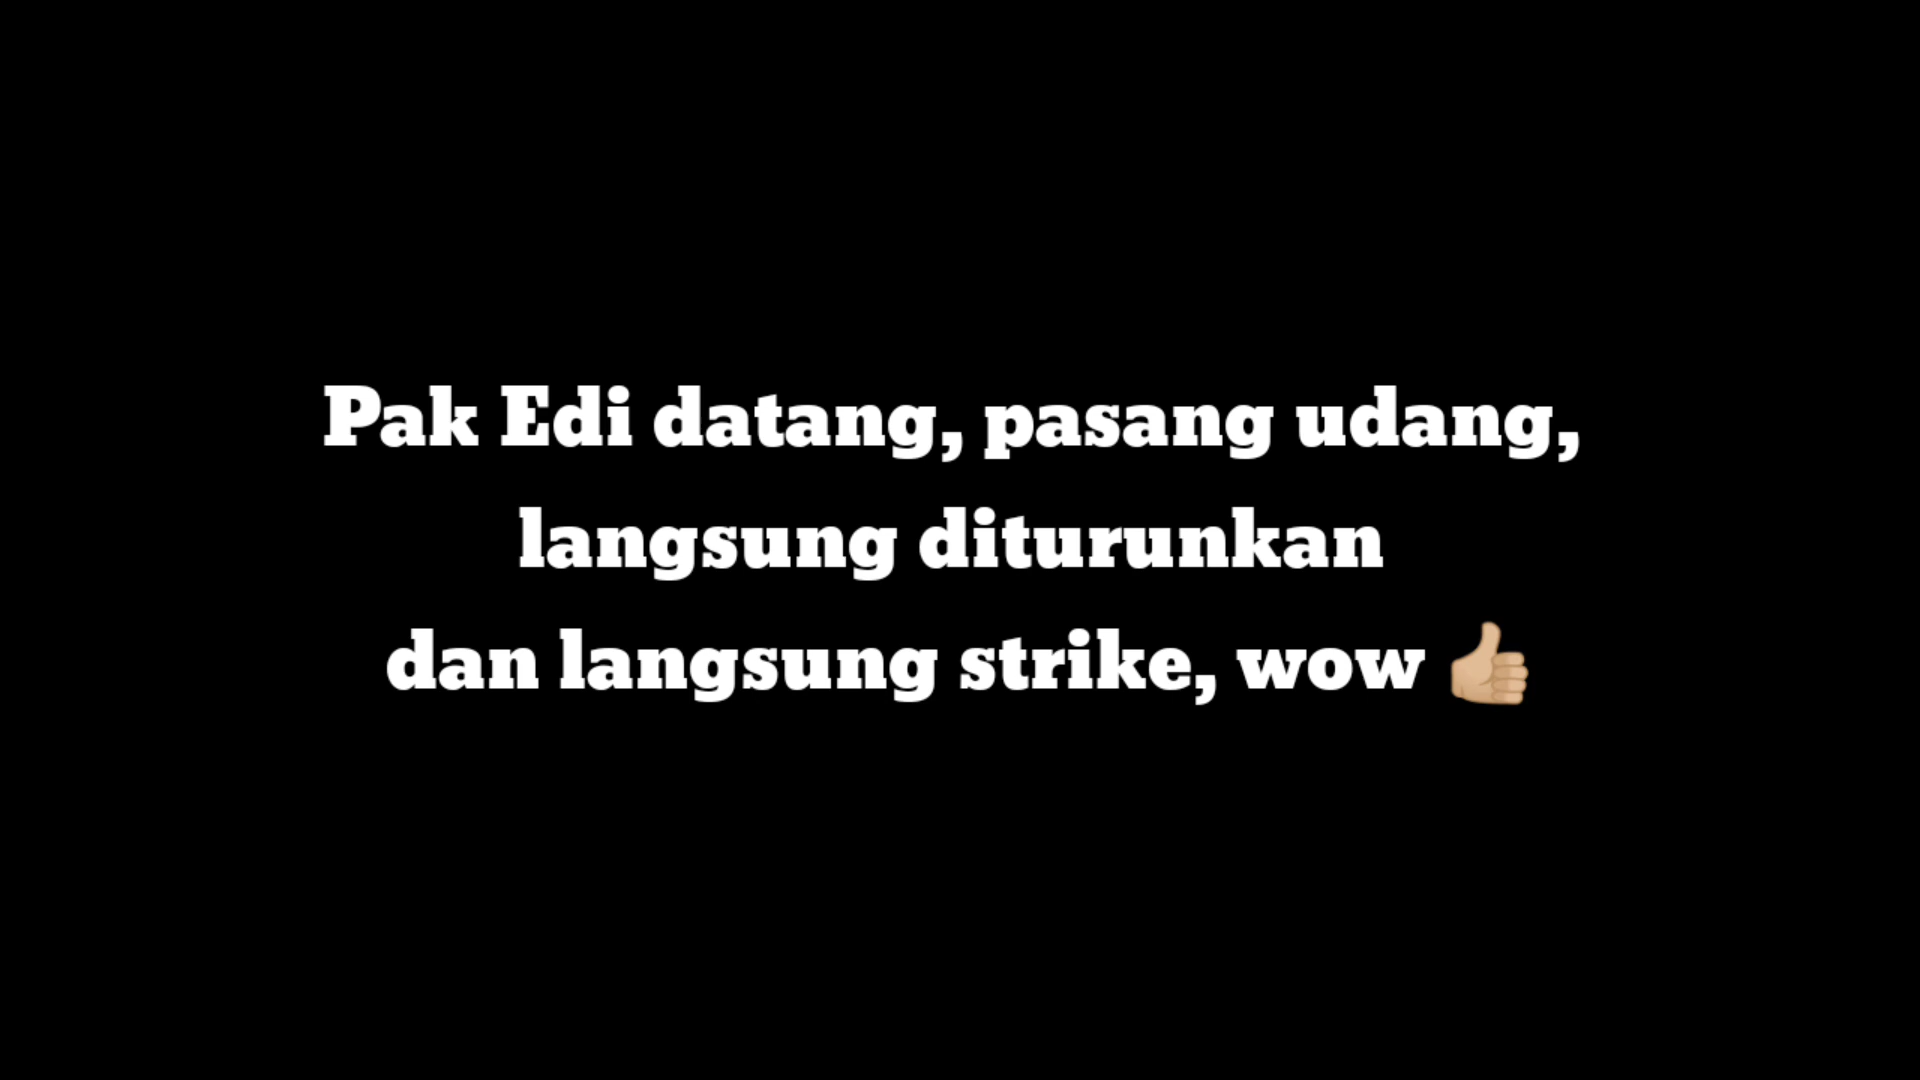 Pak Edi datang, pasang udang,
langsung diturunkan
dan langsung strike, wow 👍🏼